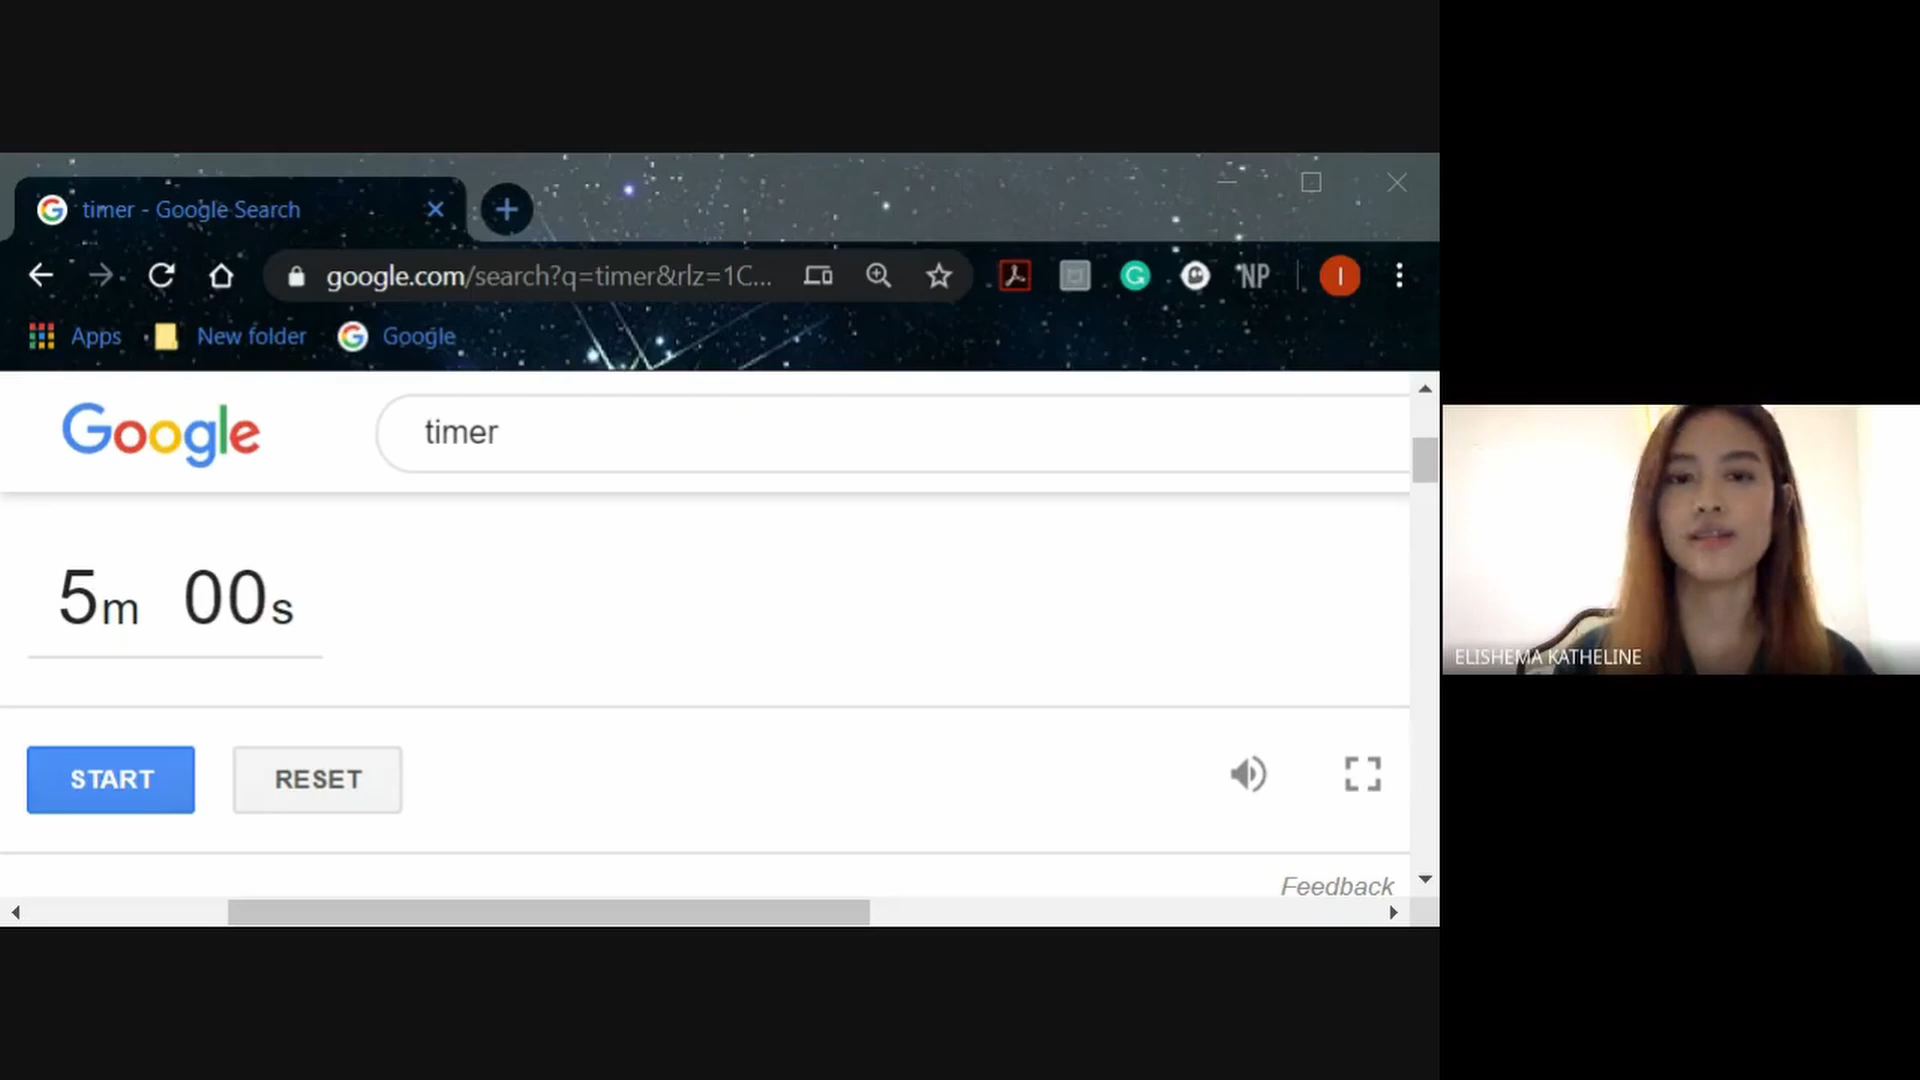 timer - Google Search
google.com/search?q=timer&rlz=1C...
NP
I
Apps
New folder
Google
Google
timer
5m 00s
START
RESET
Feedback
ELISHEMA KATHELINE